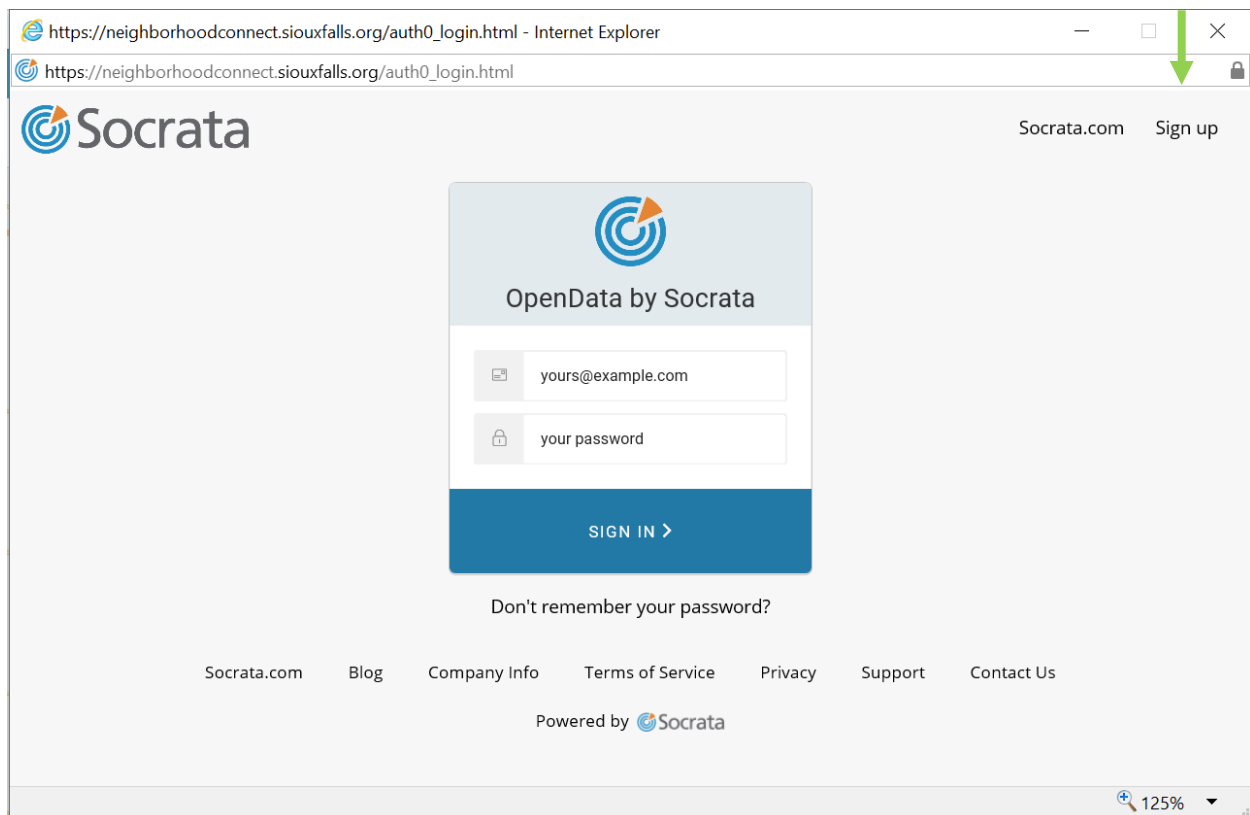 https://neighborhoodconnect.siouxfalls.org/auth0_login.html - Internet Explorer
https://neighborhoodconnect.siouxfalls.org/auth0_login.html
Socrata
Socrata.com Sign up
OpenData by Socrata
yours@example.com
your password
SIGN IN
Don't remember your password?
Socrata.com Blog Company Info Terms of Service Privacy Support Contact Us
Powered by Socrata
125%